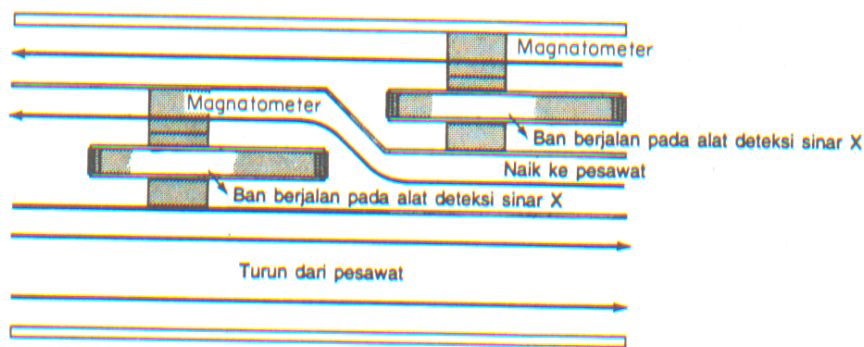 Magnatometer
Magnatometer
Ban berjalan pada alat deteksi sinar X
Naik ke pesawat
Ban berjalan pada alat deteksi sinar X
Turun dari pesawat